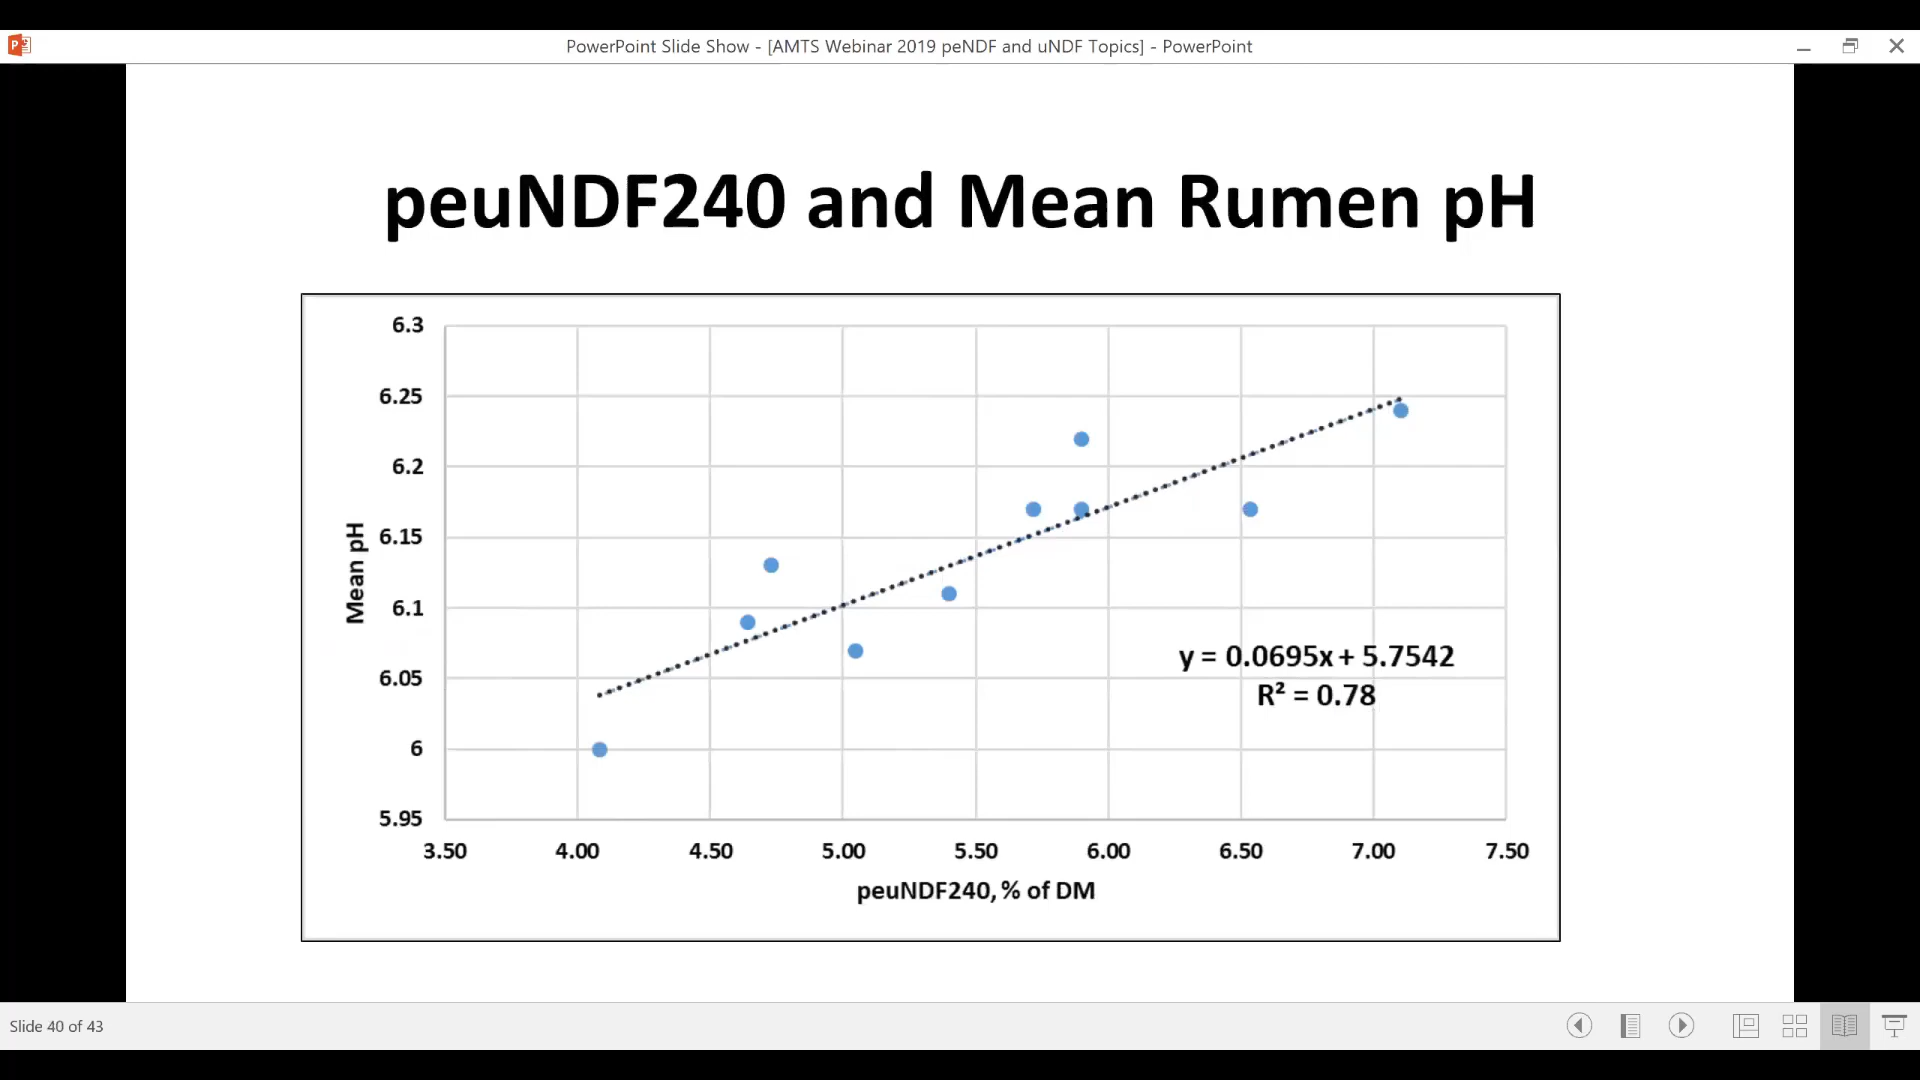 PowerPoint Slide Show - [AMTS Webinar 2019 peNDF and uNDF Topics] - PowerPoint
peuNDF240 and Mean Rumen pH
6.3
6.25
6.2
6.15
6.1
6.05
6
5.95
Mean pH
y = 0.0695x + 5.7542
R² = 0.78
3.50 4.00 4.50 5.00 5.50 6.00 6.50 7.00 7.50
peuNDF240, % of DM
Slide 40 of 43